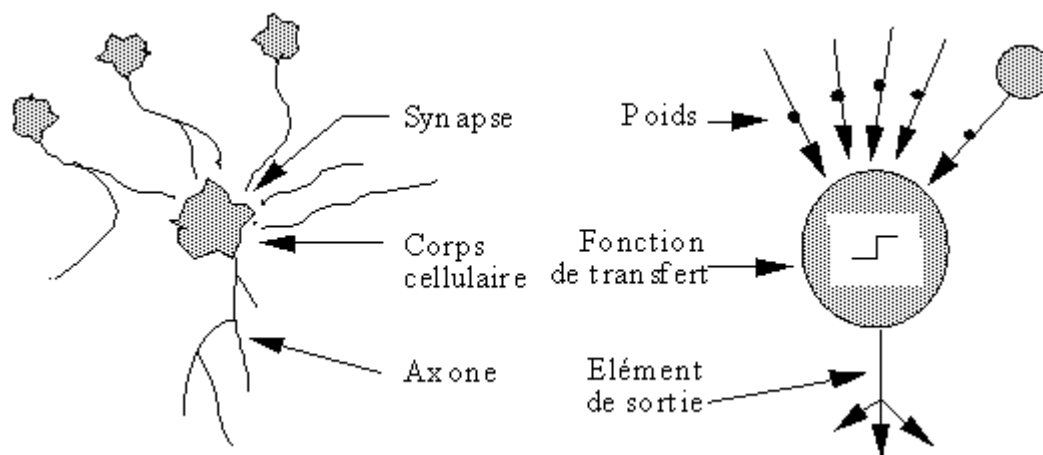 Synapse
Corps
cellulaire
Axone
Poids
Fonction
de transfert
Elément
de sortie